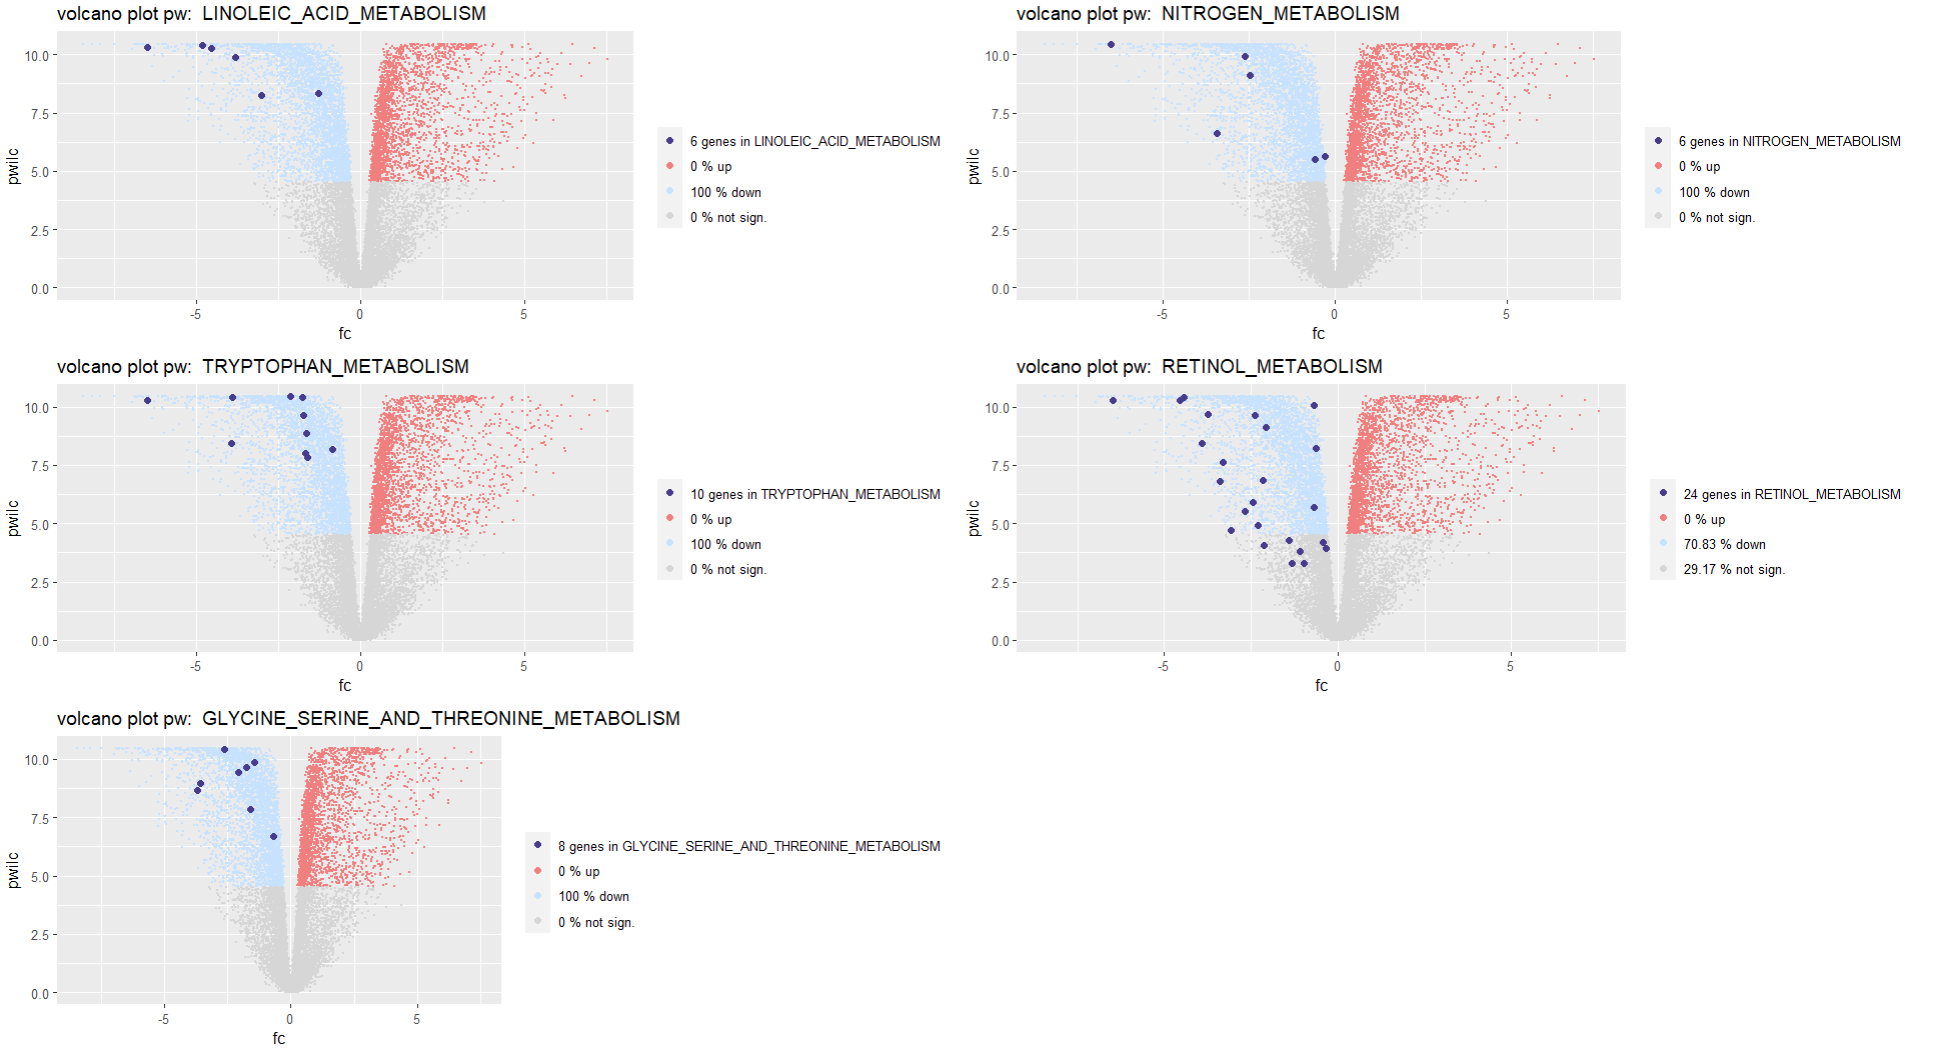 volcano plot pw: LINOLEIC_ACID_METABOLISM
10.0
7.5
5.0
2.5
0.0
pwilc
-5
0
5
fc
6 genes in LINOLEIC_ACID_METABOLISM
0 % up
100 % down
0 % not sign.
volcano plot pw: NITROGEN_METABOLISM
10.0
7.5
5.0
2.5
0.0
pwilc
-5
0
5
fc
6 genes in NITROGEN_METABOLISM
0 % up
100 % down
0 % not sign.
volcano plot pw: TRYPTOPHAN_METABOLISM
10.0
7.5
5.0
2.5
0.0
pwilc
-5
0
5
fc
10 genes in TRYPTOPHAN_METABOLISM
0 % up
100 % down
0 % not sign.
volcano plot pw: RETINOL_METABOLISM
10.0
7.5
5.0
2.5
0.0
pwilc
-5
0
5
fc
24 genes in RETINOL_METABOLISM
0 % up
70.83 % down
29.17 % not sign.
volcano plot pw: GLYCINE_SERINE_AND_THREONINE_METABOLISM
10.0
7.5
5.0
2.5
0.0
pwilc
-5
0
5
fc
8 genes in GLYCINE_SERINE_AND_THREONINE_METABOLISM
0 % up
100 % down
0 % not sign.